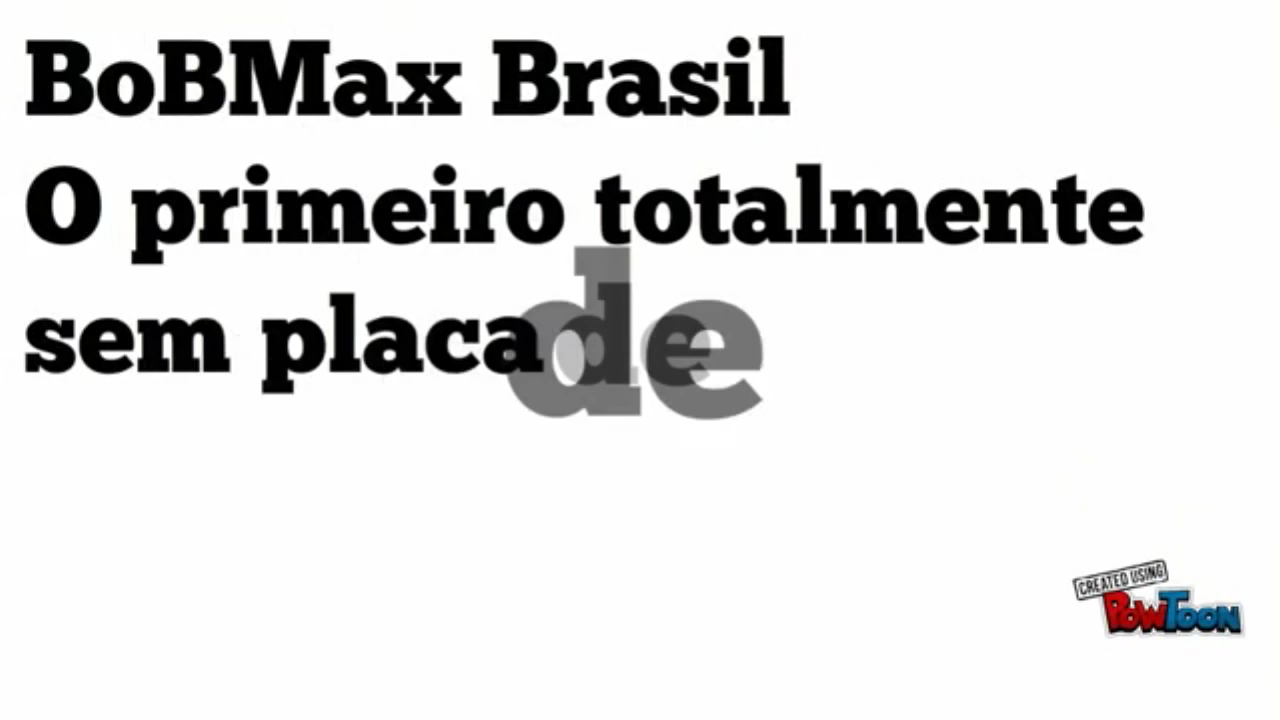 BoBMax Brasil
O primeiro totalmente
sem placa de
CREATED USING
POWTOON